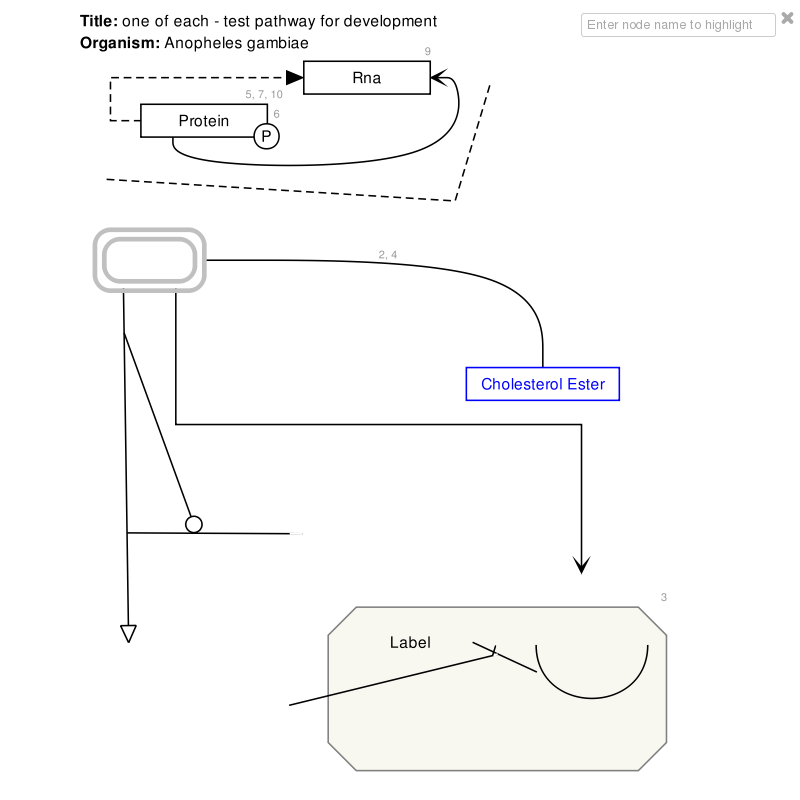 Title: one of each - test pathway for development
Enter node name to highlight
Organism: Anopheles gambiae
9
Rna
5, 7, 10
6
Protein
P
2, 4
Cholesterol Ester
3
Label